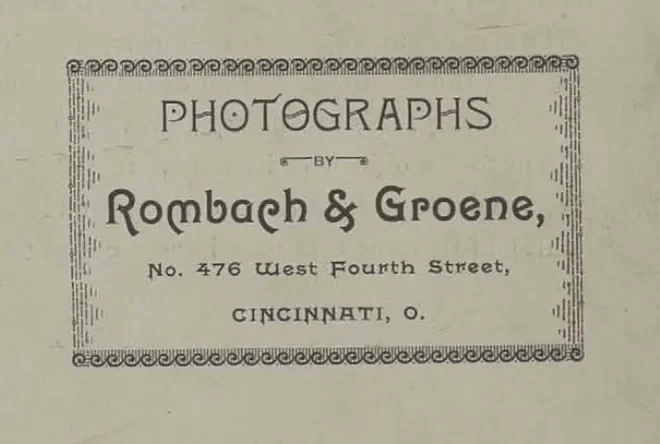 PHOTOGRAPHS
BY
Rombach & Groene,
No. 476 West Fourth Street,
CINCINNATI, O.